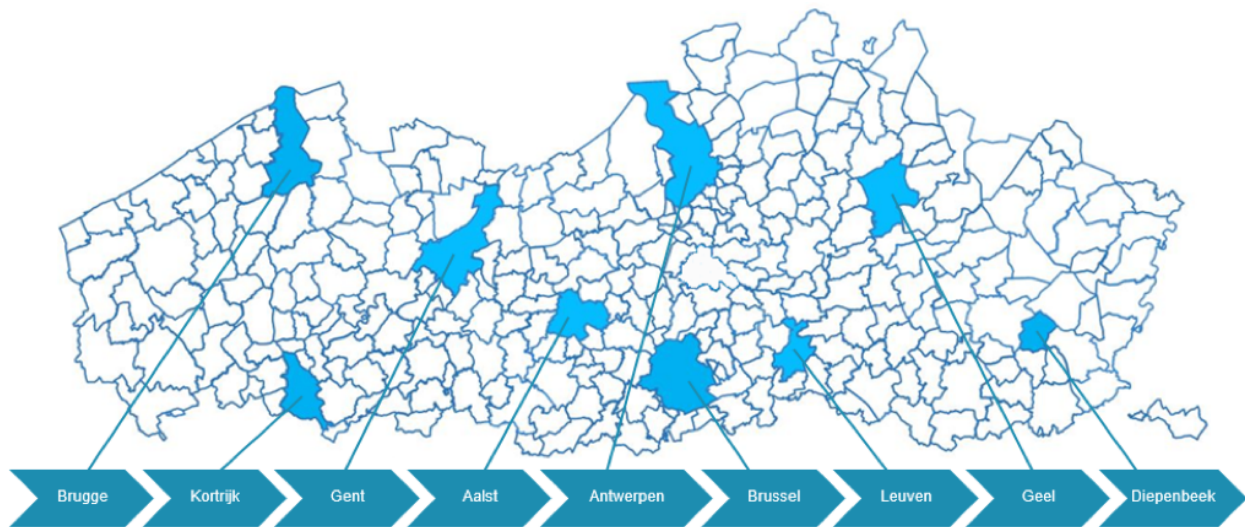 Brugge
Kortrijk
Gent
Aalst
Antwerpen
Brussel
Leuven
Geel
Diepenbeek